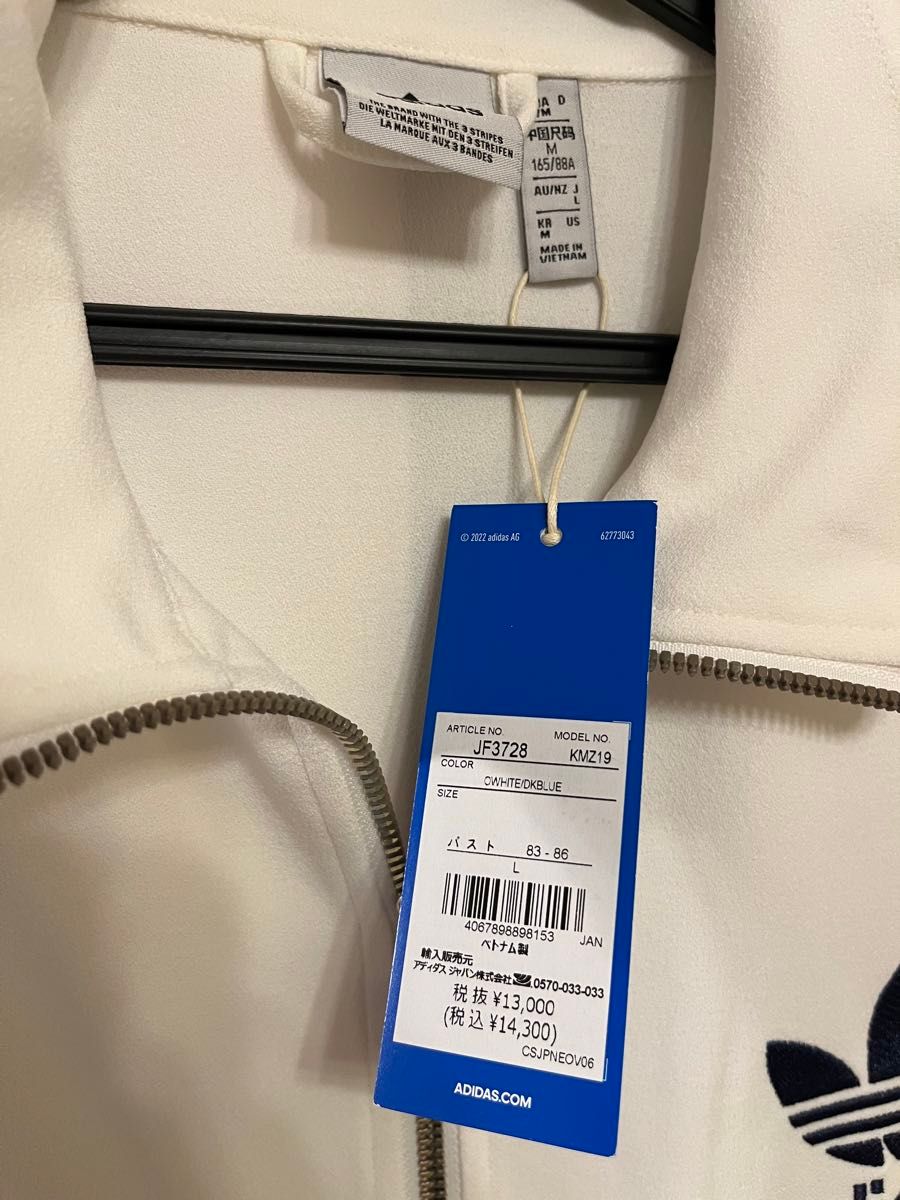 THE BRAND WITH THE 3 STRIPES
DIE WELTMARKE MIT DEN 3 STREIFEN
LA MARQUE AUX 3 BANDES
D
中国尺码
M
165/88A
AU/NZ J
L
KR US
M
MADE IN
VIETNAM
© 2022 adidas AG 62773043
ARTICLE NO. MODEL NO.
JF3728 KMZ19
COLOR
OWHITE/DKBLUE
SIZE
バスト 83 - 86
L
4067898898153 JAN
ベトナム製
輸入販売元
アディダス ジャパン株式会社 0570-033-033
税抜 ¥13,000
(税込 ¥14,300)
CSJPNEOV06
ADIDAS.COM